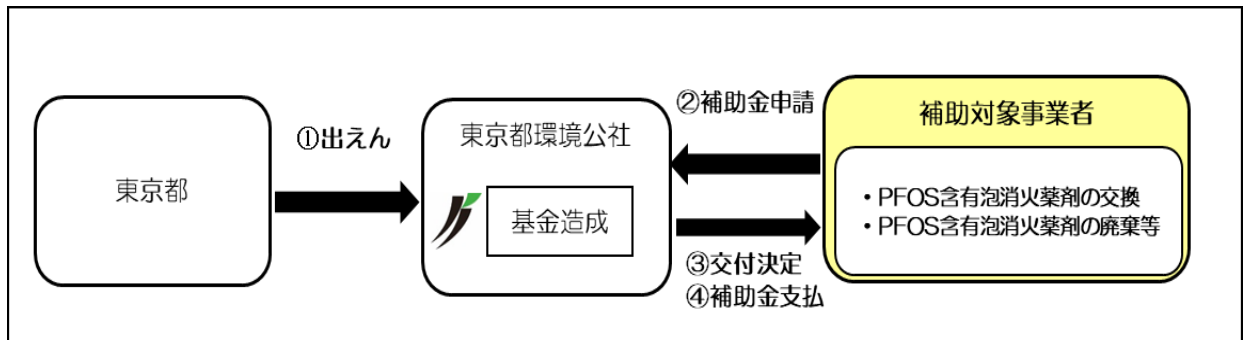 東京都
①出えん
東京都環境公社
基金造成
②補助金申請
③交付決定
④補助金支払
補助対象事業者
・PFOS含有泡消火薬剤の交換
・PFOS含有泡消火薬剤の廃棄等